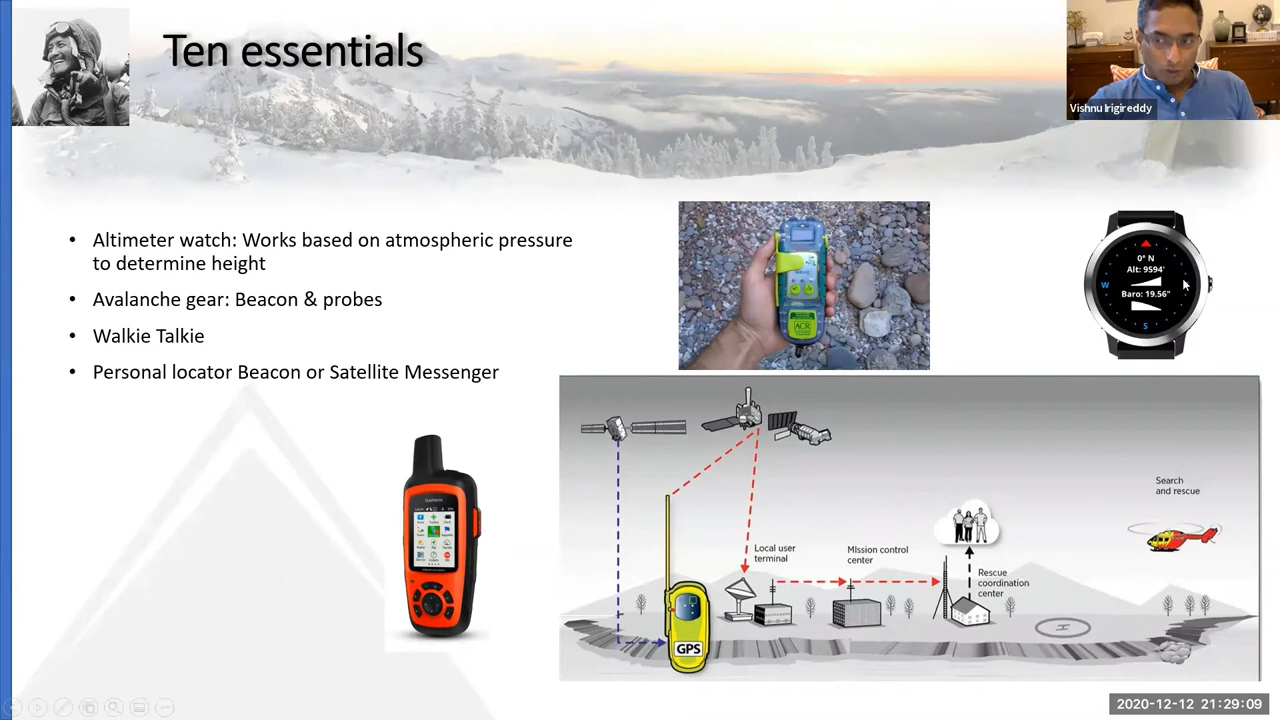 Ten essentials
Vishnu Irigireddy
• Altimeter watch: Works based on atmospheric pressure
to determine height
• Avalanche gear: Beacon & probes
• Walkie Talkie
• Personal locator Beacon or Satellite Messenger
ACR
0° N
Alt: 9594'
W
Baro: 19.56"
S
GARMIN
Search
and rescue
Local user
terminal
MIssion control
center
Rescue
coordination
center
GPS
H
2020-12-12 21:29:09